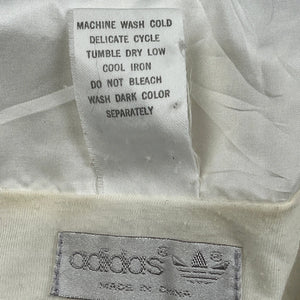 MACHINE WASH COLD
DELICATE CYCLE
TUMBLE DRY LOW
COOL IRON
DO NOT BLEACH
WASH DARK COLOR
SEPARATELY
adidas®
MADE IN CHINA